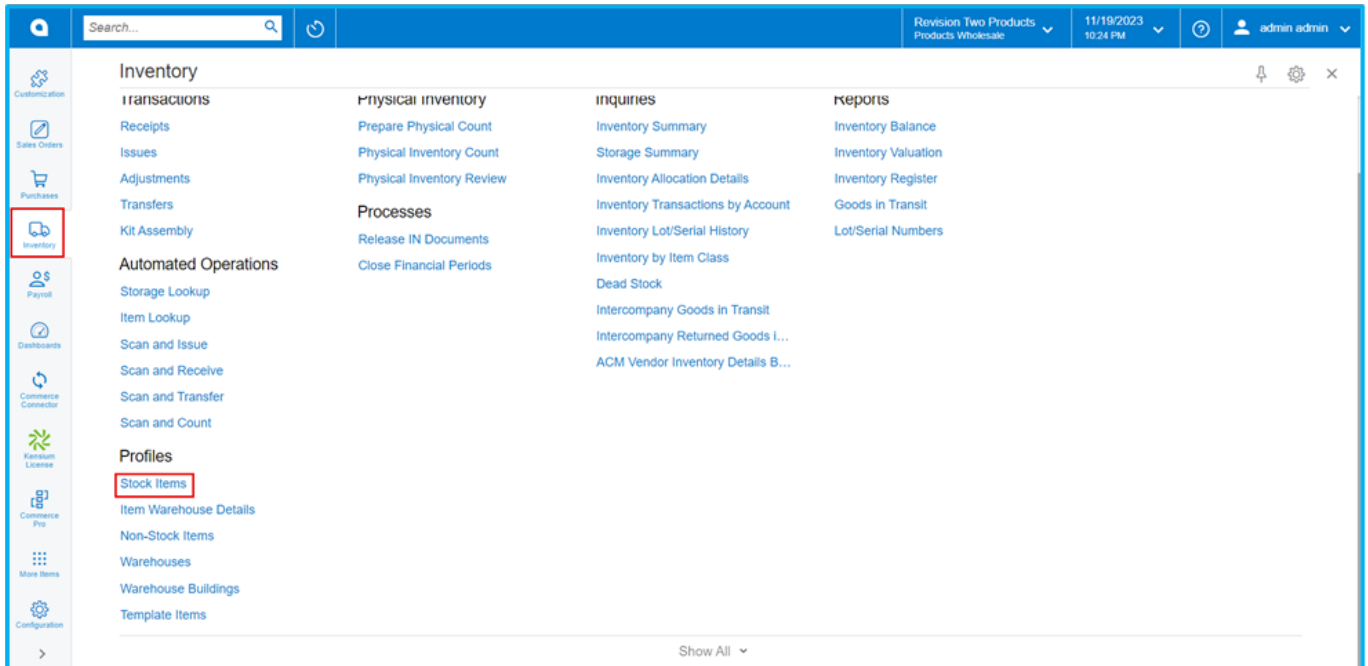 Search...
Revision Two Products
Products Wholesale
11/19/2023
10:24 PM
admin admin
Customization
Sales Orders
Purchases
Inventory
Payroll
Dashboards
Commerce
Connector
Kensium
License
Commerce
Pro
More Items
Configuration
Inventory
Transactions
Receipts
Issues
Adjustments
Transfers
Kit Assembly
Automated Operations
Storage Lookup
Item Lookup
Scan and Issue
Scan and Receive
Scan and Transfer
Scan and Count
Profiles
Stock Items
Item Warehouse Details
Non-Stock Items
Warehouses
Warehouse Buildings
Template Items
Physical Inventory
Prepare Physical Count
Physical Inventory Count
Physical Inventory Review
Processes
Release IN Documents
Close Financial Periods
Inquiries
Inventory Summary
Storage Summary
Inventory Allocation Details
Inventory Transactions by Account
Inventory Lot/Serial History
Inventory by Item Class
Dead Stock
Intercompany Goods in Transit
Intercompany Returned Goods i...
ACM Vendor Inventory Details B...
Reports
Inventory Balance
Inventory Valuation
Inventory Register
Goods in Transit
Lot/Serial Numbers
Show All